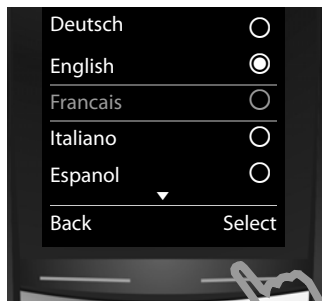 Deutsch
English
Francais
Italiano
Espanol
Back Select